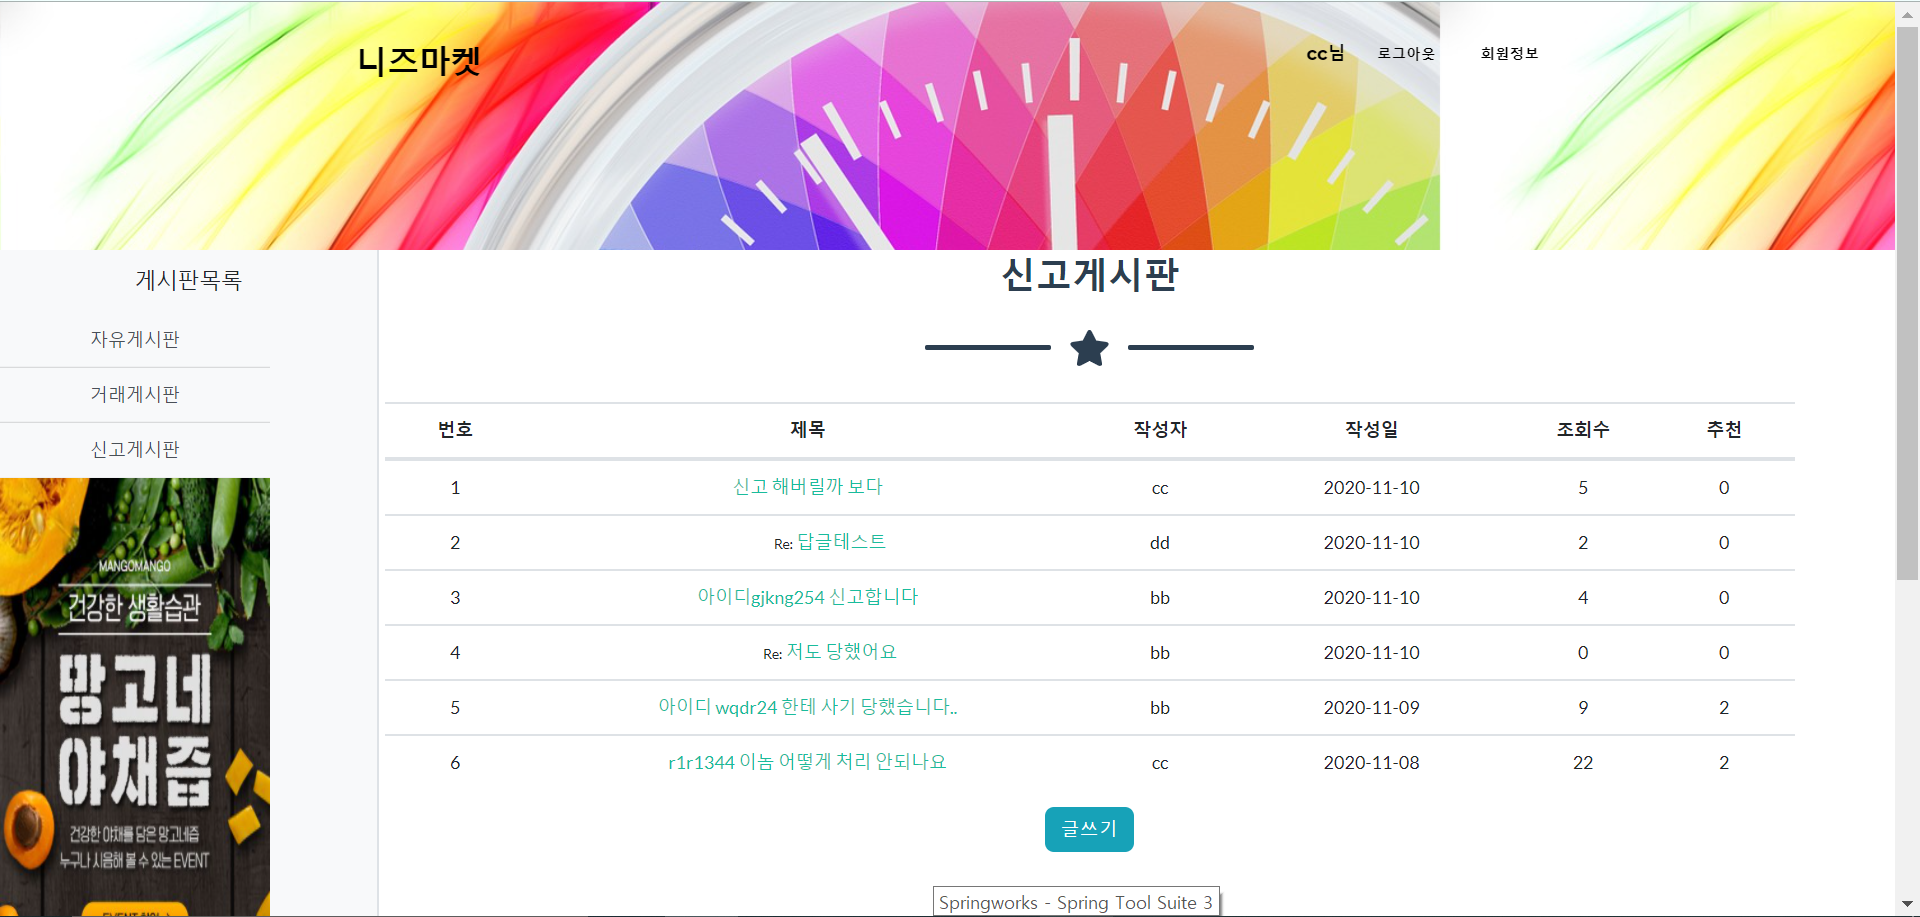 니즈마켓
cc님 로그아웃 회원정보
게시판목록
자유게시판
거래게시판
신고게시판
MANGOMANGO
건강한 생활습관
망고네
야채즙
건강한 야채를 담은 망고네즙
누구나 시음해 볼 수 있는 EVENT
신고게시판
번호 제목 작성자 작성일 조회수 추천
1 신고 해버릴까 보다 cc 2020-11-10 5 0
2 Re: 답글테스트 dd 2020-11-10 2 0
3 아이디gjkng254 신고합니다 bb 2020-11-10 4 0
4 Re: 저도 당했어요 bb 2020-11-10 0 0
5 아이디 wqdr24 한테 사기 당했습니다.. bb 2020-11-09 9 2
6 r1r1344 이놈 어떻게 처리 안되나요 cc 2020-11-08 22 2
글쓰기
Springworks - Spring Tool Suite 3